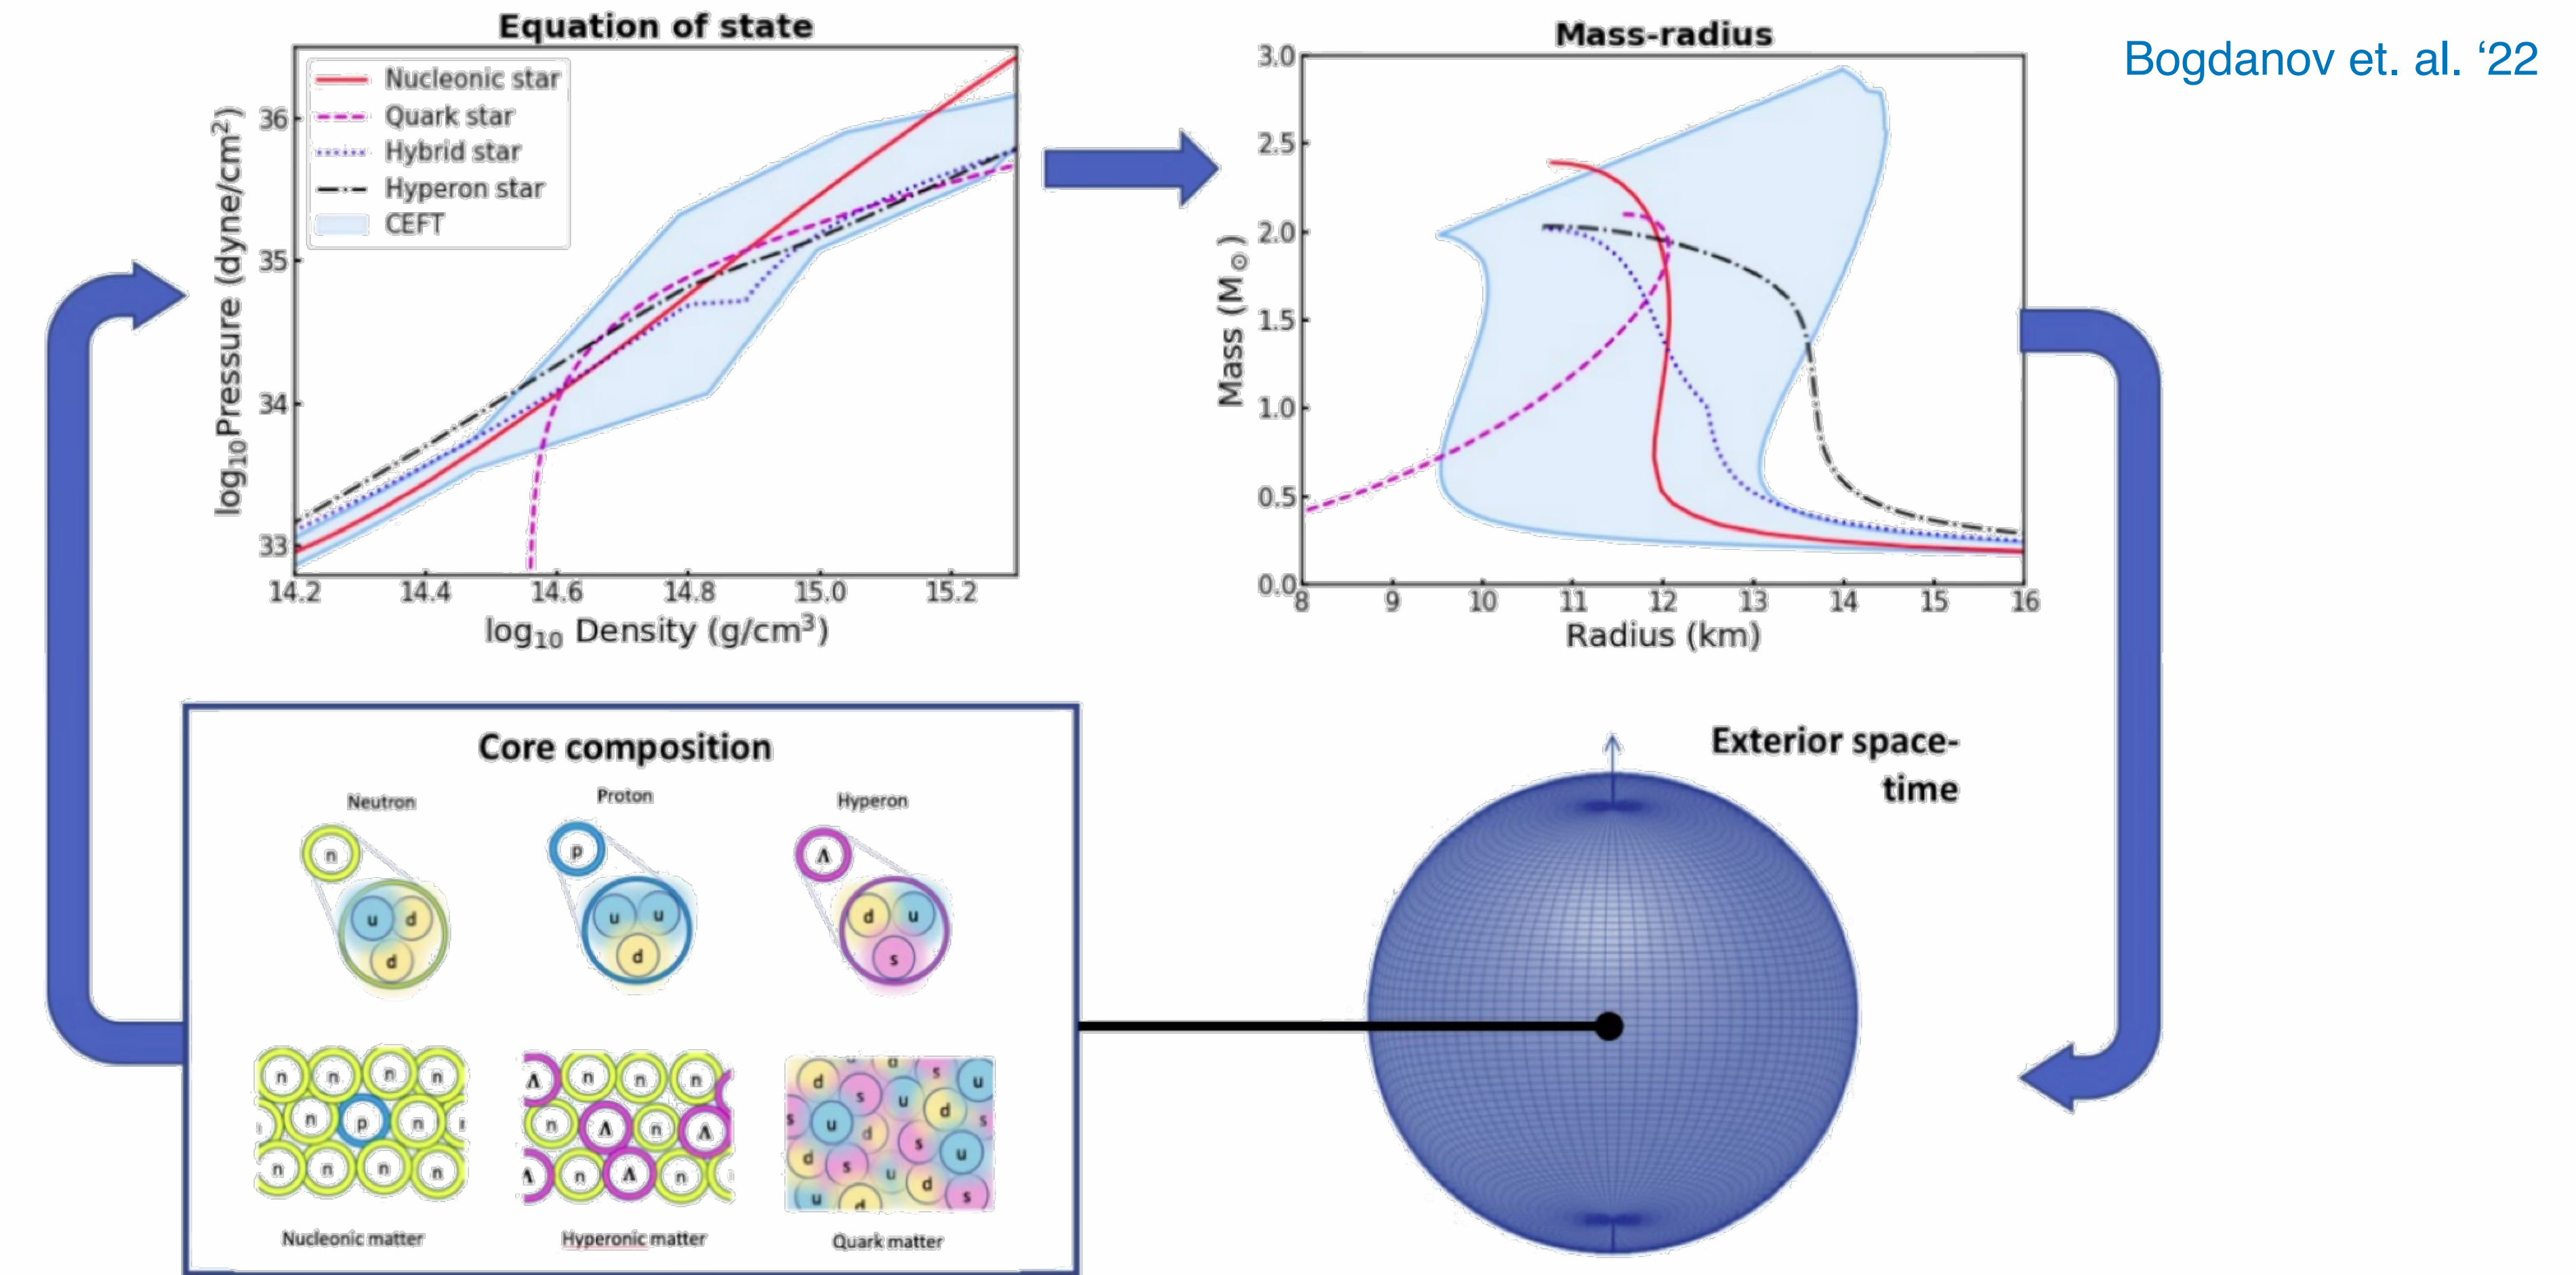 Equation of state
Nucleonic star
Quark star
Hybrid star
Hyperon star
CEFT
log₁₀Pressure (dyne/cm²)
36
35
34
33
14.2 14.4 14.6 14.8 15.0 15.2
log₁₀ Density (g/cm³)
Mass-radius
3.0
2.5
2.0
1.5
1.0
0.5
0.0
Mass (M⊙)
8 9 10 11 12 13 14 15 16
Radius (km)
Bogdanov et. al. ‘22
Core composition
Neutron Proton Hyperon
n p Λ
u d u u d u
d d s
n n n n
n p n
n n n n
Λ n n n
n Λ n Λ
Λ n Λ n
d s u
s u d
s u d s s
d s u u
u d d s
Nucleonic matter Hyperonic matter Quark matter
Exterior space-
time